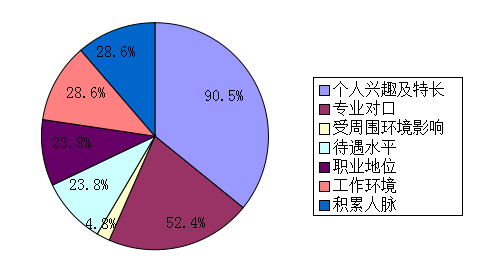 28.6%
90.5%
28.6%
23.8%
23.8%
4.8%
52.4%
个人兴趣及特长
专业对口
受周围环境影响
待遇水平
职业地位
工作环境
积累人脉